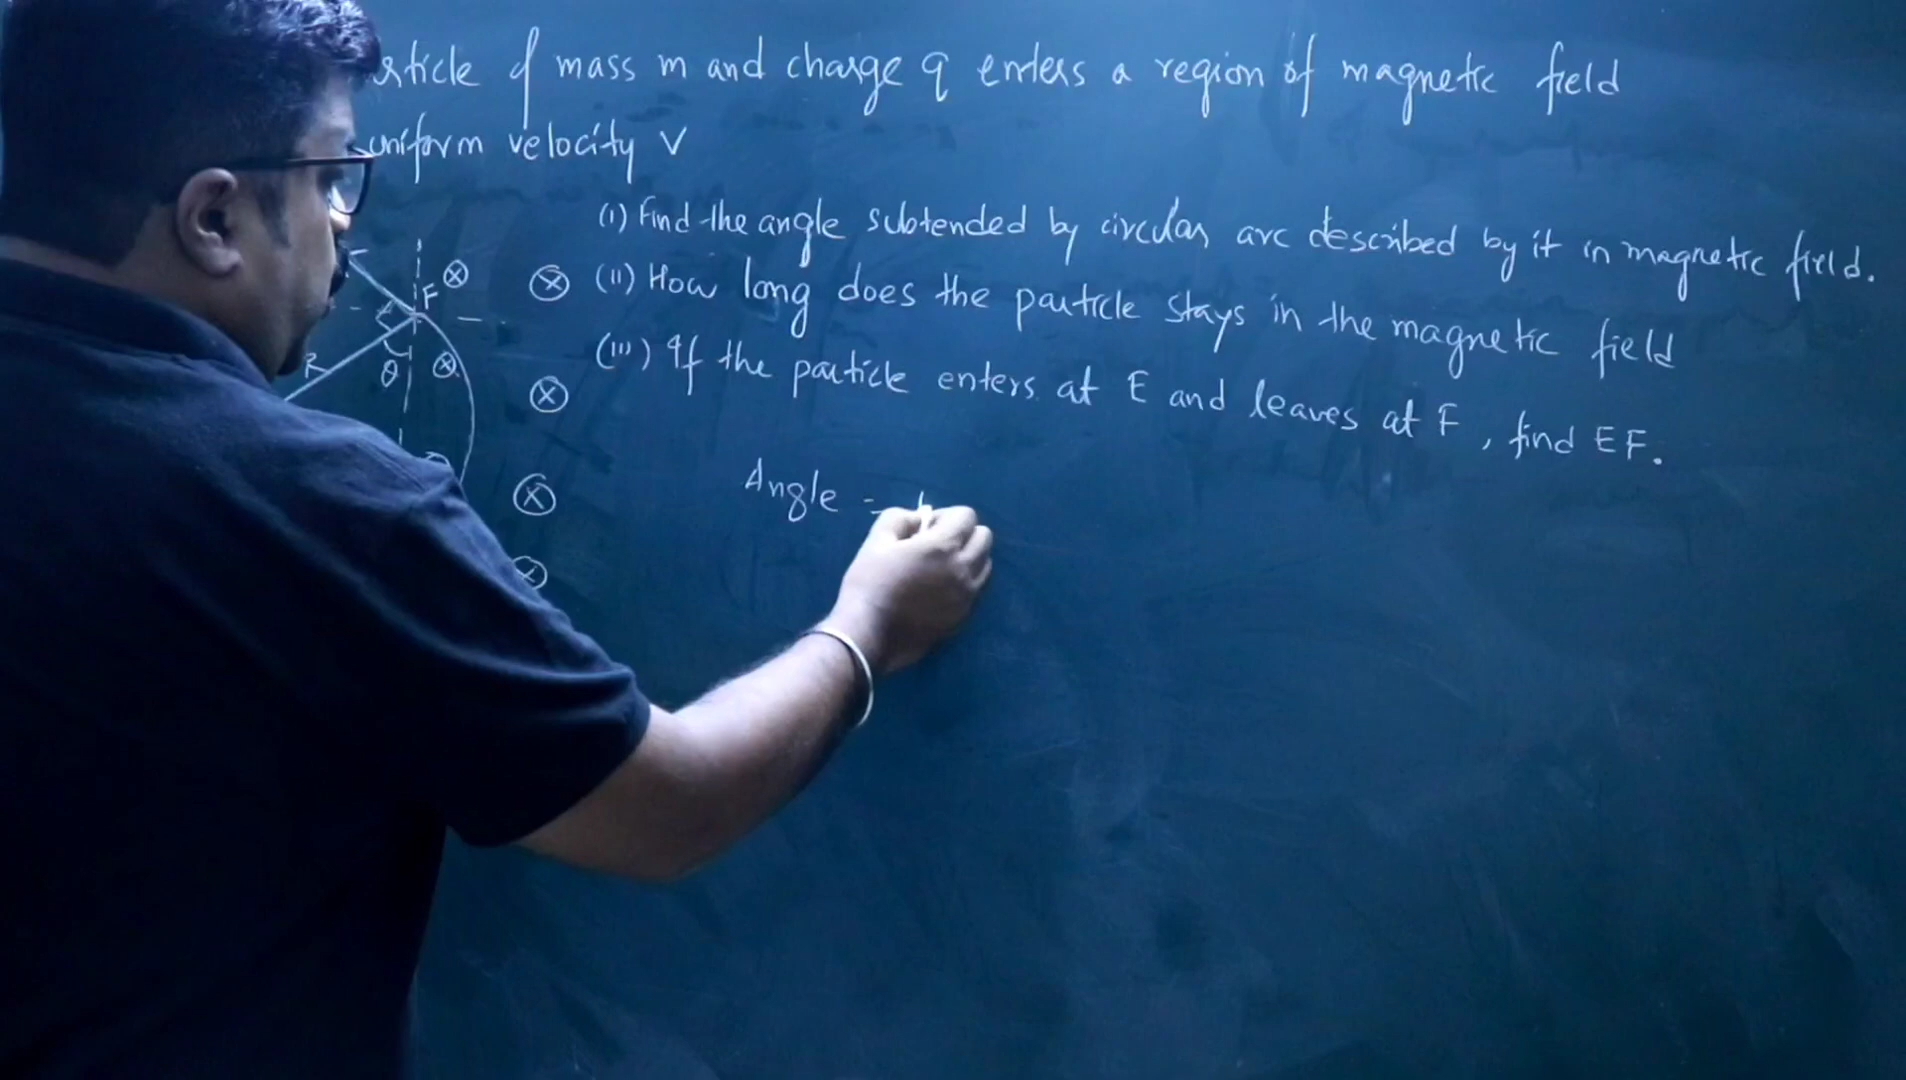 of mass m and charge q enters a region of magnetic field
uniform velocity v
(i) Find the angle subtended by circular arc described by it in magnetic field.
(ii) How long does the particle stays in the magnetic field
(iii) If the particle enters at E and leaves at F, find EF.
F
R
θ
Angle =